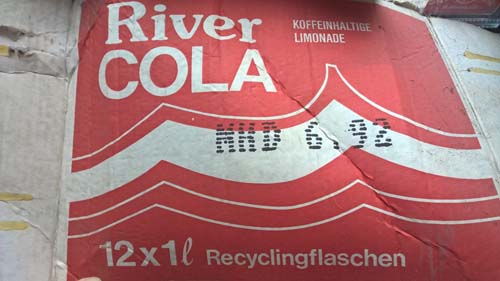 River
COLA
KOFFEINHALTIGE
LIMONADE
MHD 6.92
12x1l Recyclingflaschen